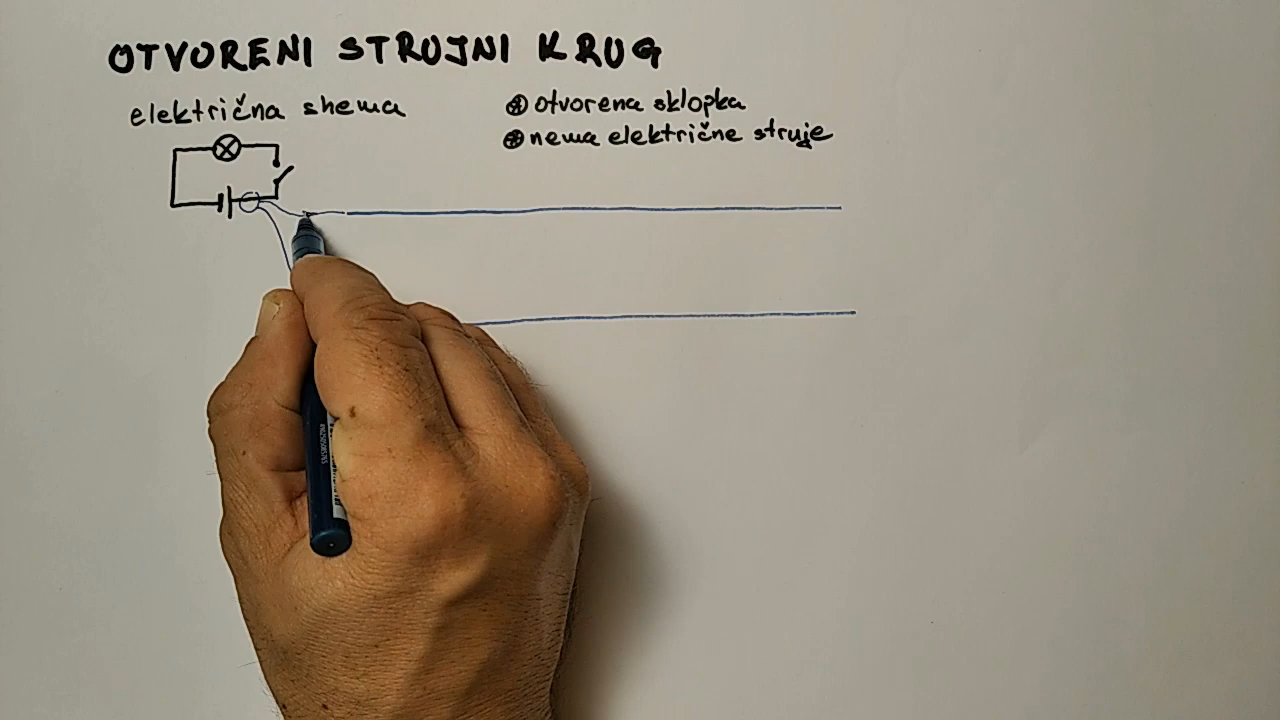 OTVORENI STRUJNI KRUG
električna shema
otvorena sklopka
nema električne struje